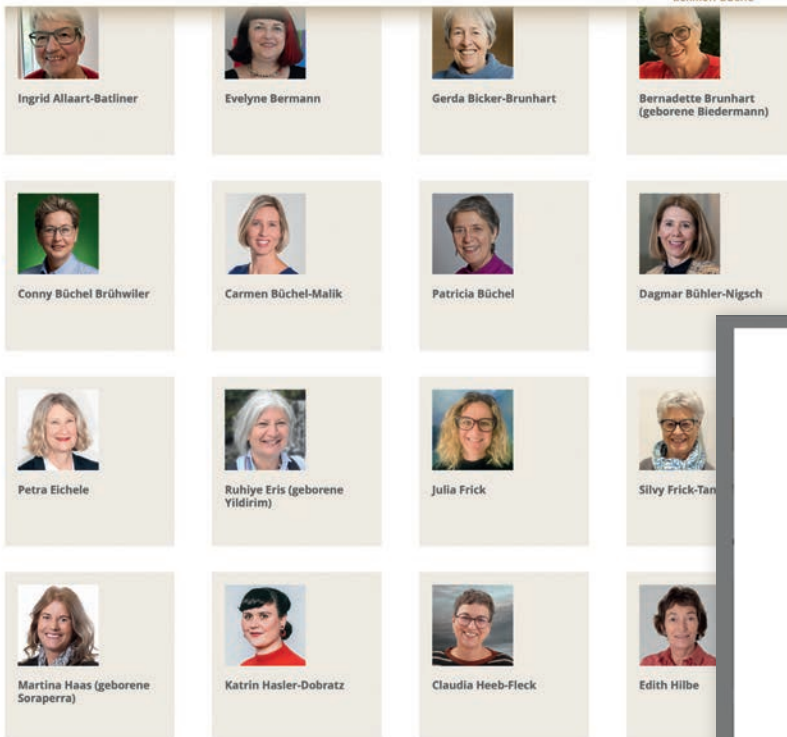 Ingrid Allaart-Batliner
Evelyne Bermann
Gerda Bicker-Brunhart
Bernadette Brunhart
(geborene Biedermann)
Conny Büchel Brühwiler
Carmen Büchel-Malik
Patricia Büchel
Dagmar Bühler-Nigsch
Petra Eichele
Ruhiye Eris (geborene
Yildirim)
Julia Frick
Silvy Frick-Tan
Martina Haas (geborene
Soraperra)
Katrin Hasler-Dobratz
Claudia Heeb-Fleck
Edith Hilbe